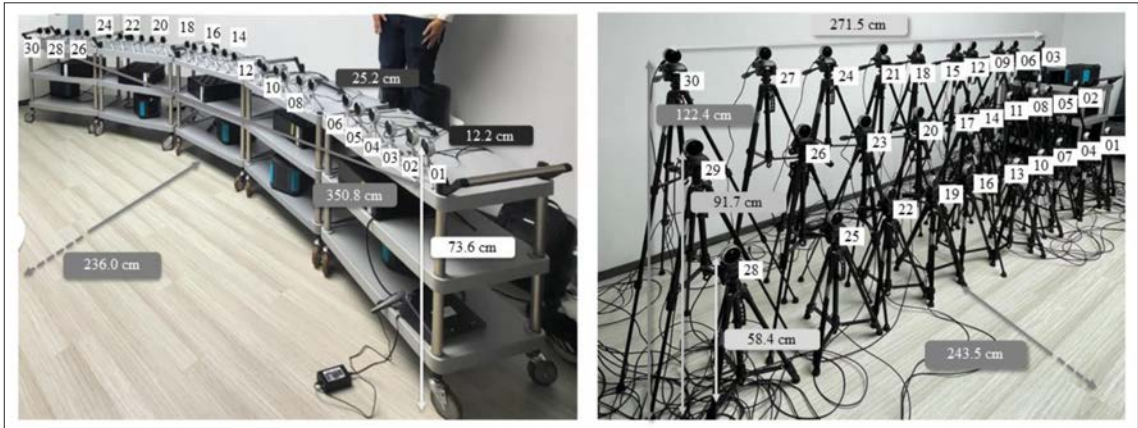 24 22 20 18 16 14
30 28 26
12 10 08
25.2 cm
12.2 cm
06 05 04 03 02 01
350.8 cm
73.6 cm
236.0 cm
271.5 cm
30 27 24 21 18 15 12 09 06 03
122.4 cm
29 26 23 20 17 14 11 08 05 02
91.7 cm
28 25 22 19 16 13 10 07 04 01
58.4 cm
243.5 cm